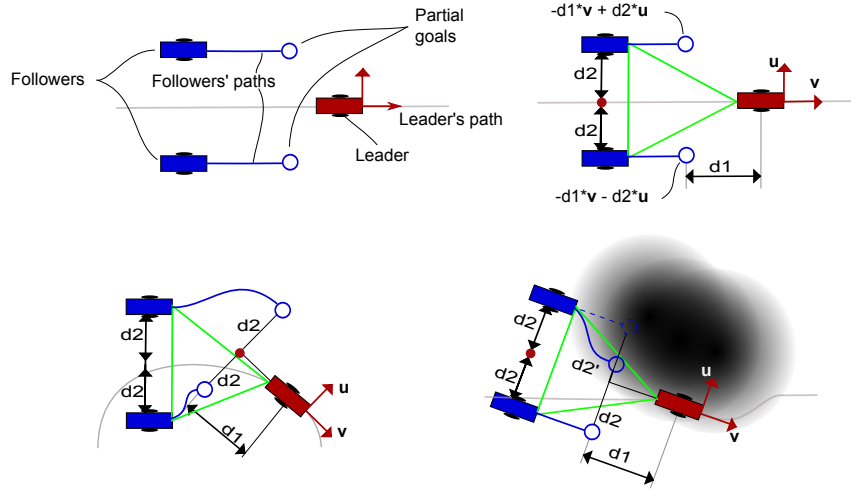 Partial
goals
Followers
Followers' paths
Leader's path
Leader
-d1*v + d2*u
u
v
d2
d2
d1
-d1*v - d2*u
d2
d2
d2
d2
d1
u
v
d2
d2
d2'
d2
d1
u
v